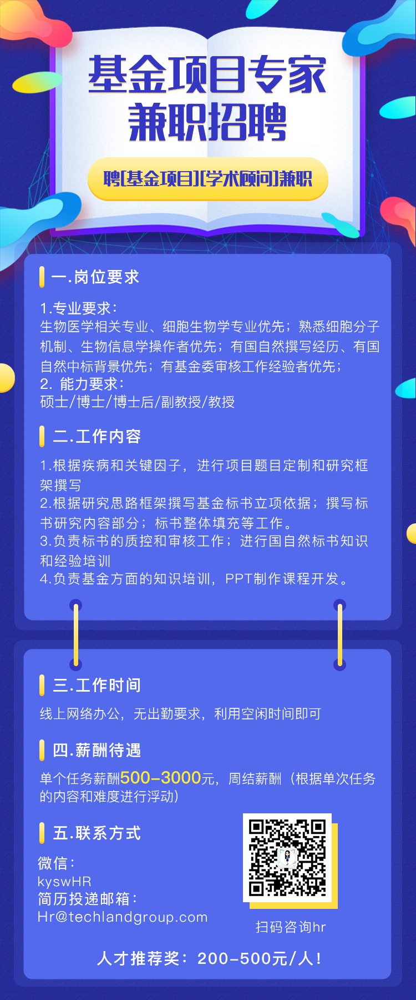 基金项目专家
兼职招聘
聘[基金项目][学术顾问]兼职
一.岗位要求
1.专业要求：
生物医学相关专业、细胞生物学专业优先；熟悉细胞分子
机制、生物信息学操作者优先；有国自然撰写经历、有国
自然中标背景优先；有基金委审核工作经验者优先；
2. 能力要求：
硕士/博士/博士后/副教授/教授
二.工作内容
1.根据疾病和关键因子，进行项目题目定制和研究框
架撰写
2.根据研究思路框架撰写基金标书立项依据；撰写标
书研究内容部分；标书整体填充等工作。
3.负责标书的质控和审核工作；进行国自然标书知识
和经验培训
4.负责基金方面的知识培训，PPT制作课程开发。
三.工作时间
线上网络办公，无出勤要求，利用空闲时间即可
四.薪酬待遇
单个任务薪酬500-3000元，周结薪酬（根据单次任务
的内容和难度进行浮动）
五.联系方式
微信：
kyswHR
简历投递邮箱：
Hr@techlandgroup.com
扫码咨询hr
人才推荐奖：200-500元/人！